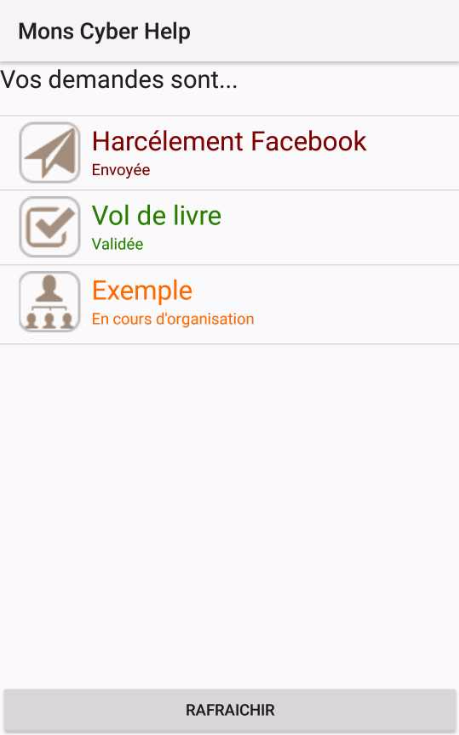 Mons Cyber Help
Vos demandes sont...
Harcélement Facebook
Envoyée
Vol de livre
Validée
Exemple
En cours d'organisation
RAFRAICHIR